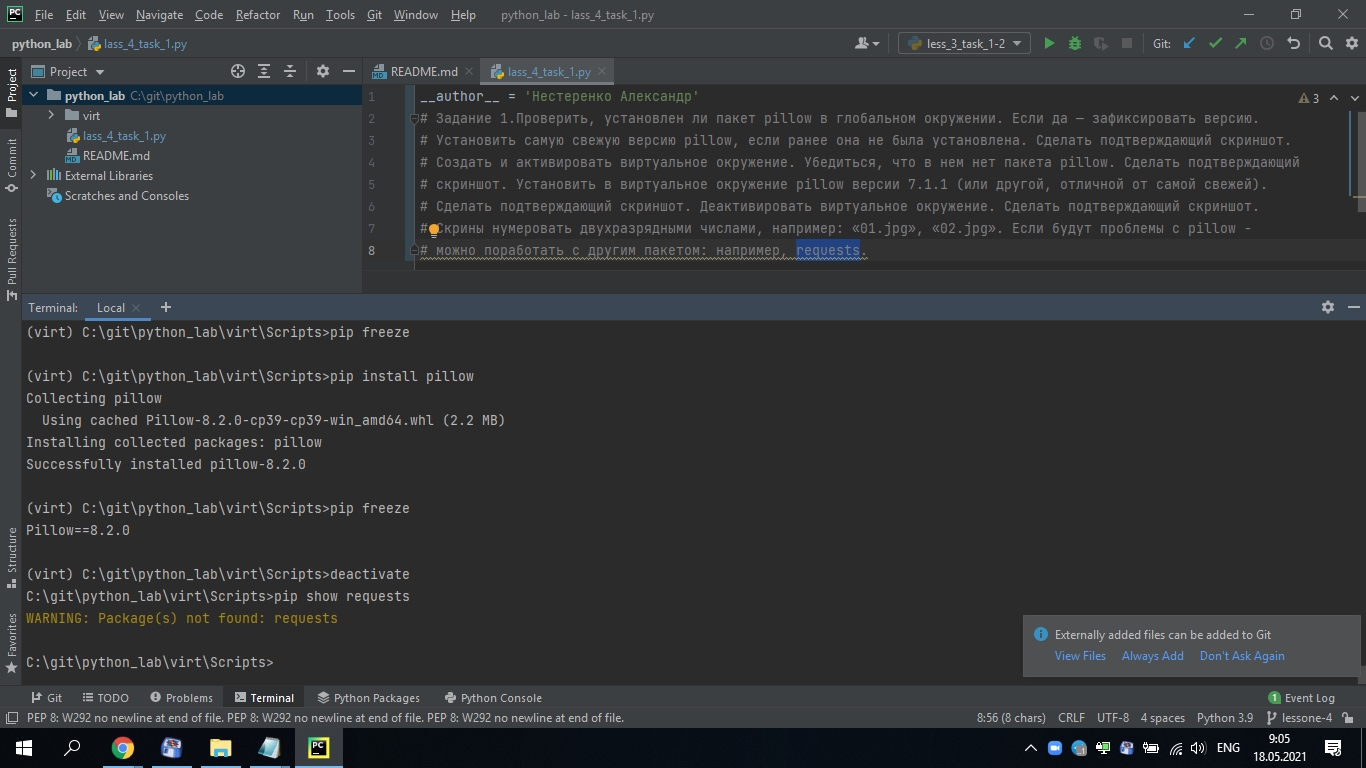 PC File Edit View Navigate Code Refactor Run Tools Git Window Help python_lab - lass_4_task_1.py
python_lab lass_4_task_1.py less_3_task_1-2 Git:
Project
README.md lass_4_task_1.py
python_lab C:\git\python_lab
virt
lass_4_task_1.py
README.md
External Libraries
Scratches and Consoles
Project
Commit
Pull Requests
Structure
Favorites
3
1 __author__ = 'Нестеренко Александр'
2 # Задание 1.Проверить, установлен ли пакет pillow в глобальном окружении. Если да — зафиксировать версию.
3 # Установить самую свежую версию pillow, если ранее она не была установлена. Сделать подтверждающий скриншот.
4 # Создать и активировать виртуальное окружение. Убедиться, что в нем нет пакета pillow. Сделать подтверждающий
5 # скриншот. Установить в виртуальное окружение pillow версии 7.1.1 (или другой, отличной от самой свежей).
6 # Сделать подтверждающий скриншот. Деактивировать виртуальное окружение. Сделать подтверждающий скриншот.
7 # Скрины нумеровать двухразрядными числами, например: «01.jpg», «02.jpg». Если будут проблемы с pillow -
8 # можно поработать с другим пакетом: например, requests.
Terminal: Local
(virt) C:\git\python_lab\virt\Scripts>pip freeze
(virt) C:\git\python_lab\virt\Scripts>pip install pillow
Collecting pillow
Using cached Pillow-8.2.0-cp39-cp39-win_amd64.whl (2.2 MB)
Installing collected packages: pillow
Successfully installed pillow-8.2.0
(virt) C:\git\python_lab\virt\Scripts>pip freeze
Pillow==8.2.0
(virt) C:\git\python_lab\virt\Scripts>deactivate
C:\git\python_lab\virt\Scripts>pip show requests
WARNING: Package(s) not found: requests
C:\git\python_lab\virt\Scripts>
Externally added files can be added to Git
View Files Always Add Don't Ask Again
Git TODO Problems Terminal Python Packages Python Console 1 Event Log
PEP 8: W292 no newline at end of file. PEP 8: W292 no newline at end of file. PEP 8: W292 no newline at end of file. 8:56 (8 chars) CRLF UTF-8 4 spaces Python 3.9 lessone-4
PC ENG 9:05
18.05.2021